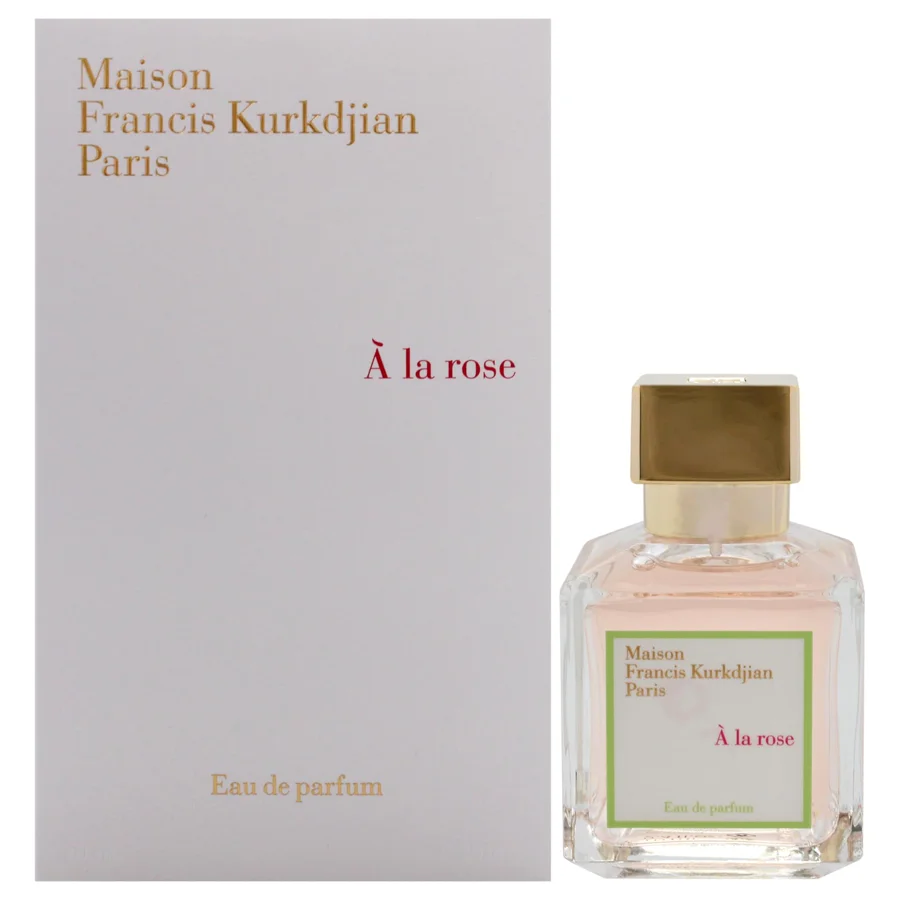 Maison
Francis Kurkdjian
Paris
À la rose
Eau de parfum
Maison
Francis Kurkdjian
Paris
À la rose
Eau de parfum